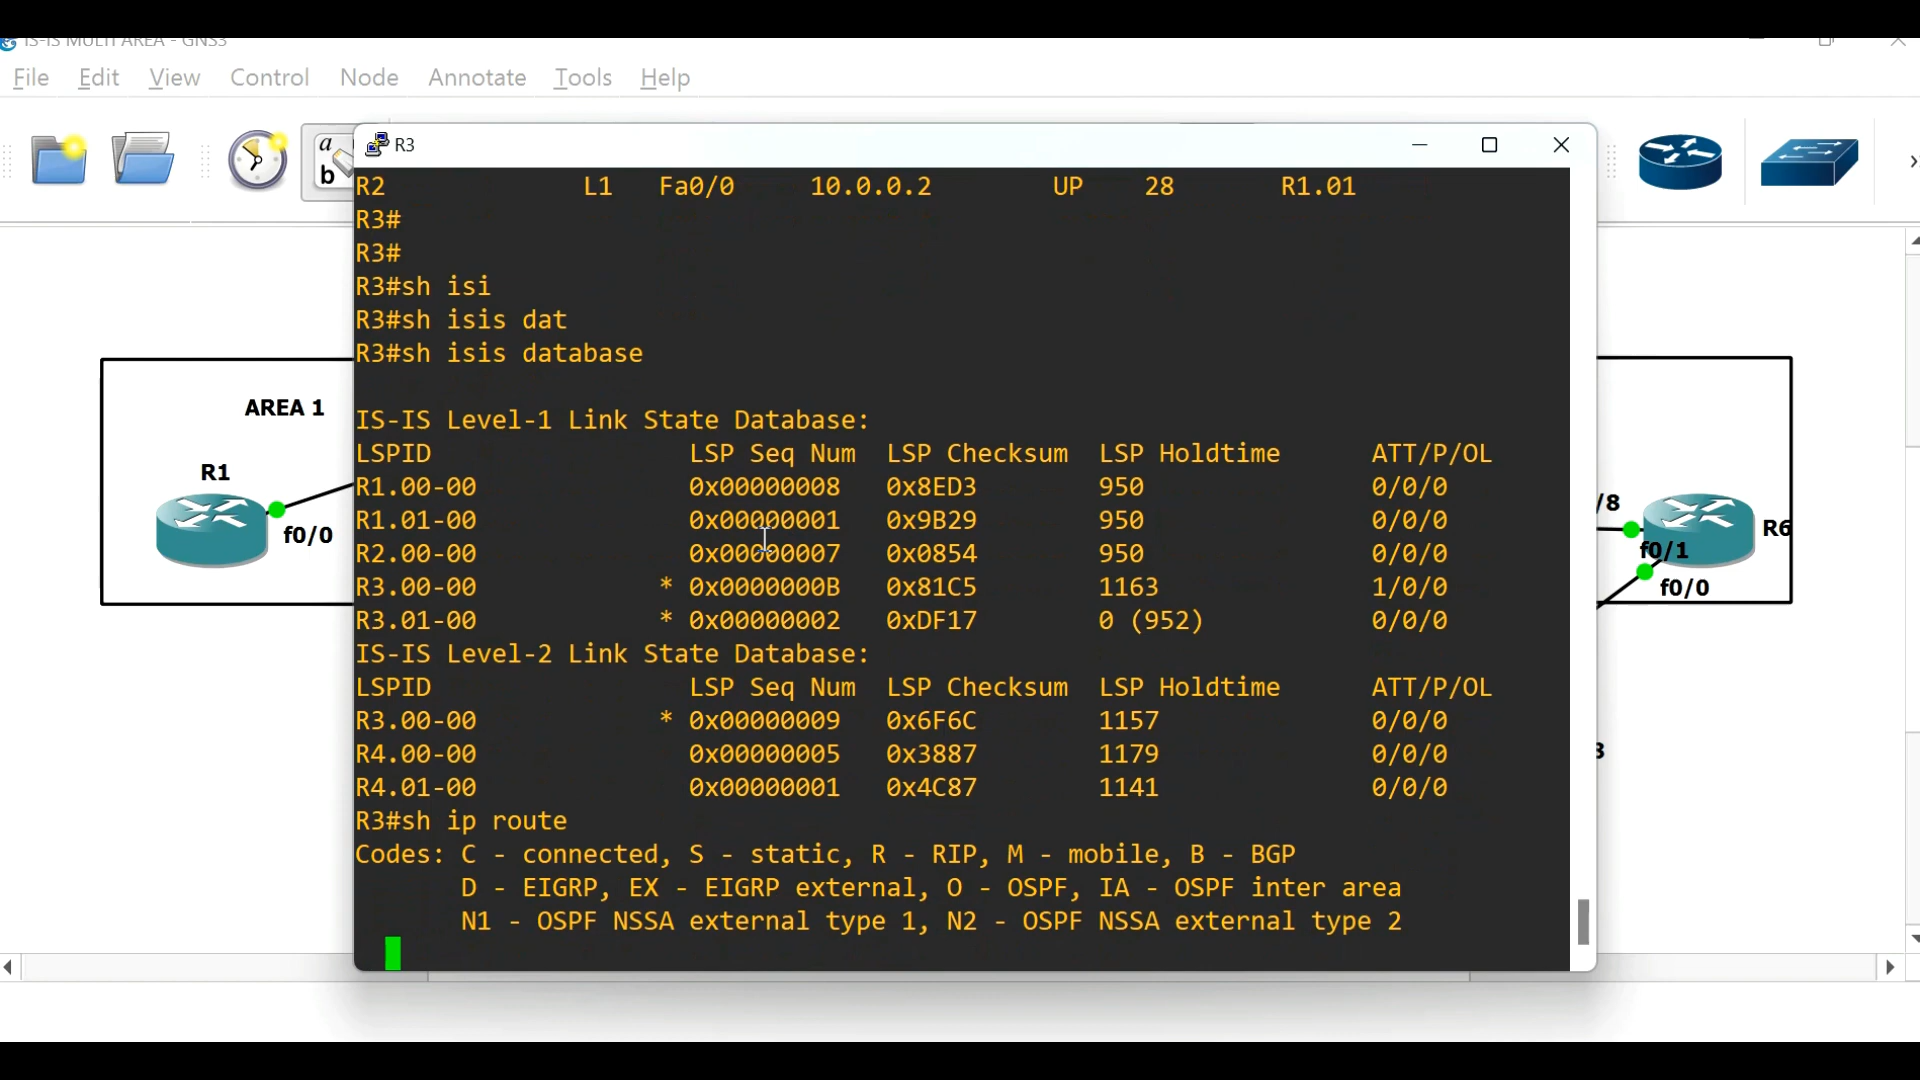 IS-IS MULTI AREA - GNS3
File Edit View Control Node Annotate Tools Help
a
b
R3
R2 L1 Fa0/0 10.0.0.2 UP 28 R1.01
R3#
R3#
R3#sh isi
R3#sh isis dat
R3#sh isis database
IS-IS Level-1 Link State Database:
LSPID LSP Seq Num LSP Checksum LSP Holdtime ATT/P/OL
R1.00-00 0x00000008 0x8ED3 950 0/0/0
R1.01-00 0x00000001 0x9B29 950 0/0/0
R2.00-00 0x00000007 0x0854 950 0/0/0
R3.00-00 * 0x0000000B 0x81C5 1163 1/0/0
R3.01-00 * 0x00000002 0xDF17 0 (952) 0/0/0
IS-IS Level-2 Link State Database:
LSPID LSP Seq Num LSP Checksum LSP Holdtime ATT/P/OL
R3.00-00 * 0x00000009 0x6F6C 1157 0/0/0
R4.00-00 0x00000005 0x3887 1179 0/0/0
R4.01-00 0x00000001 0x4C87 1141 0/0/0
R3#sh ip route
Codes: C - connected, S - static, R - RIP, M - mobile, B - BGP
D - EIGRP, EX - EIGRP external, O - OSPF, IA - OSPF inter area
N1 - OSPF NSSA external type 1, N2 - OSPF NSSA external type 2
AREA 1
R1
f0/0
/8
R6
f0/1
f0/0